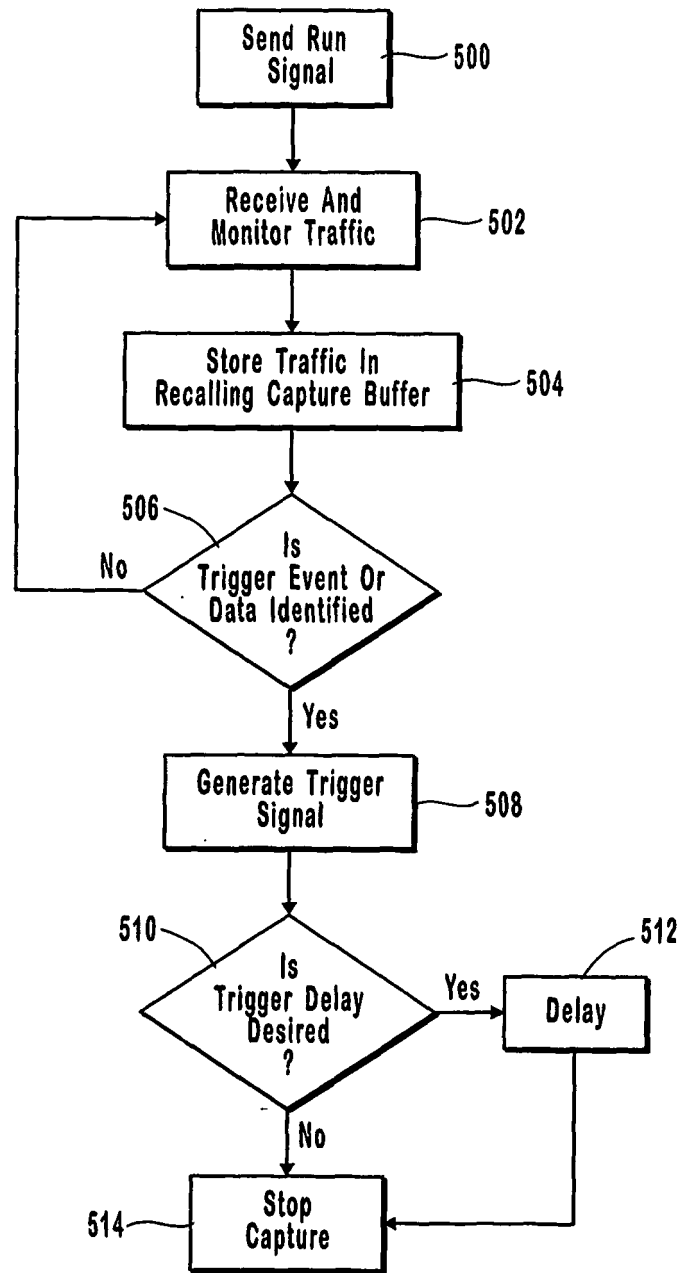 Send Run
Signal
500
Receive And
Monitor Traffic
502
Store Traffic In
Recalling Capture Buffer
504
506
Is
Trigger Event Or
Data Identified
?
No
Yes
Generate Trigger
Signal
508
510
Is
Trigger Delay
Desired
?
Yes
512
Delay
No
Stop
Capture
514